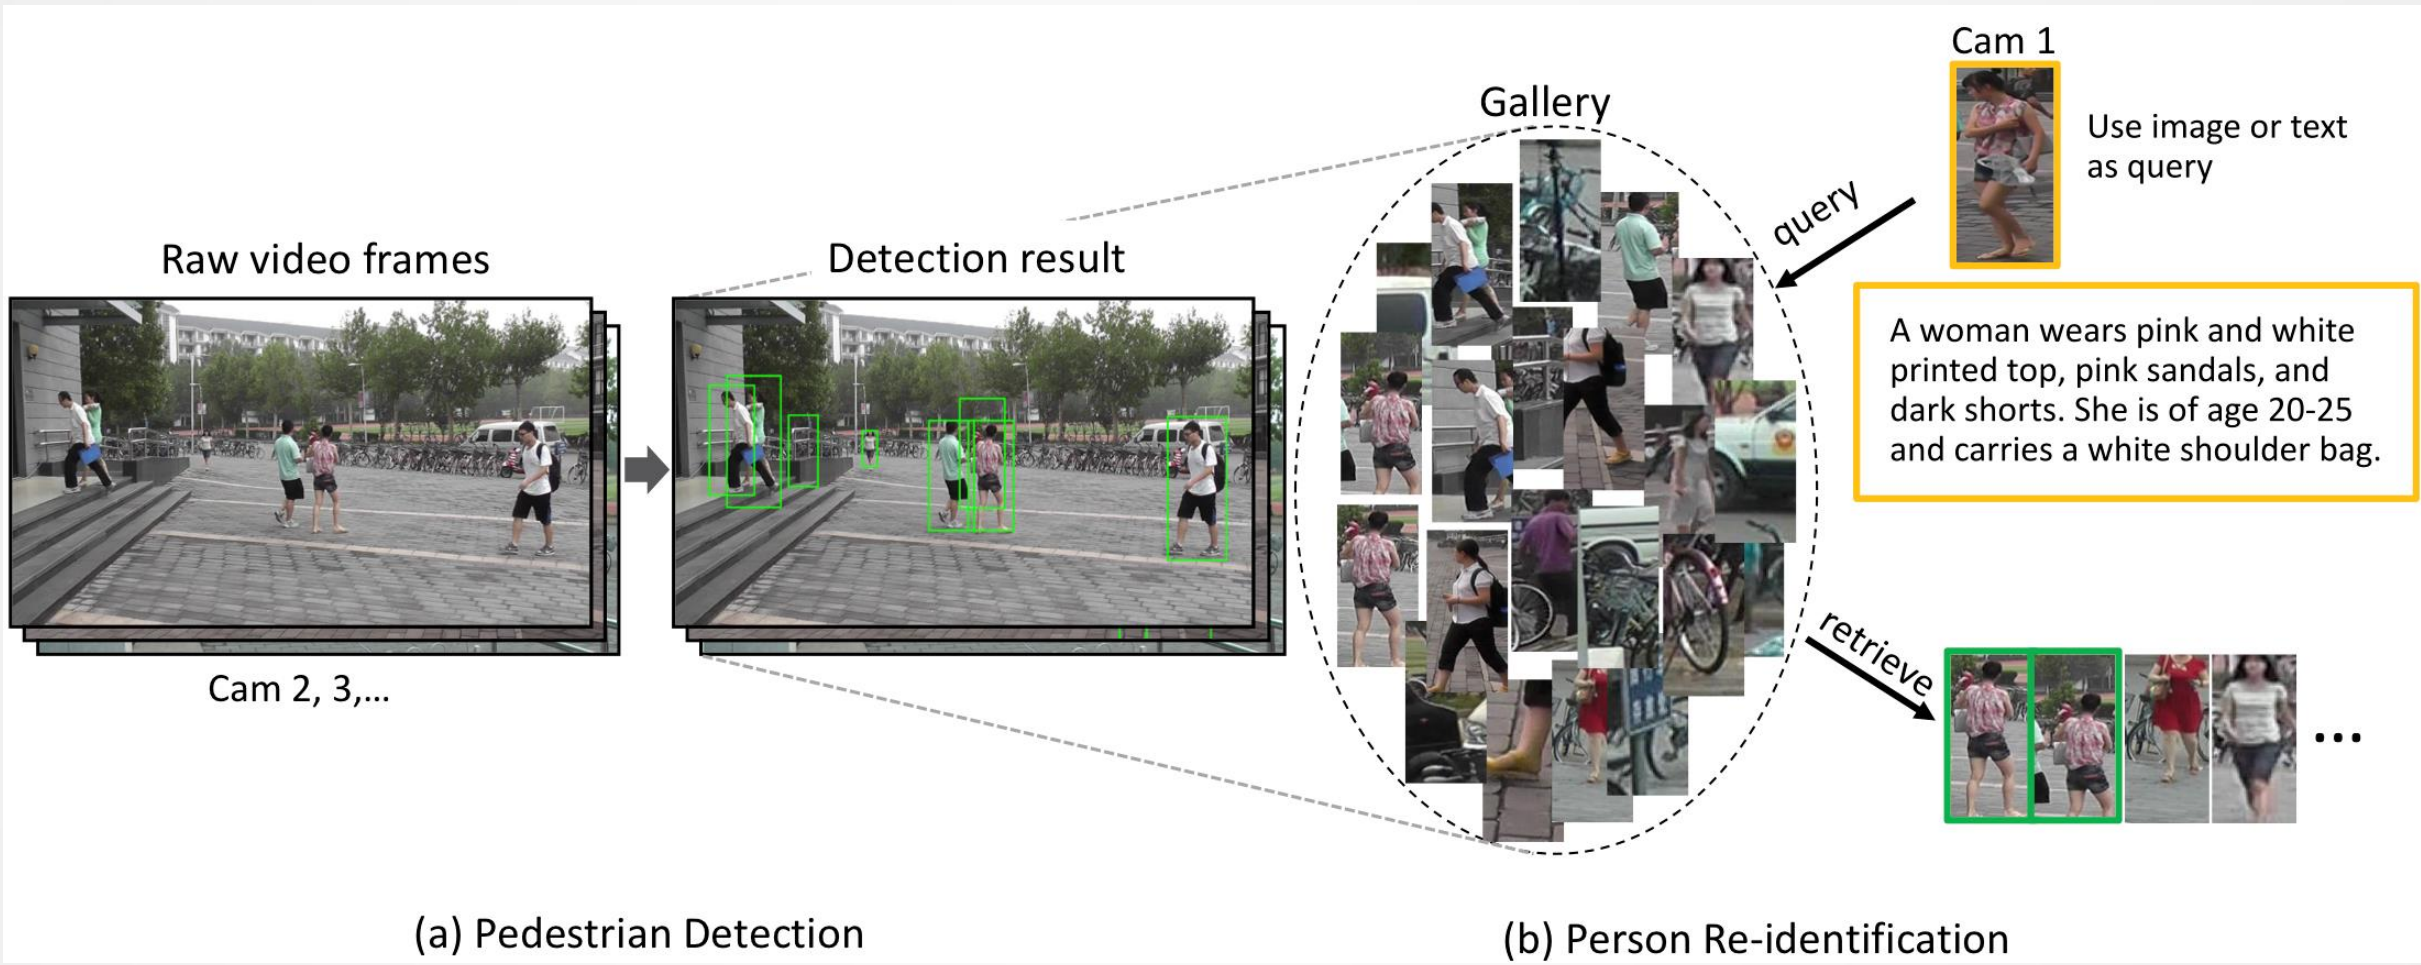 Cam 1
Use image or text
as query
Gallery
query
Raw video frames
Detection result
A woman wears pink and white
printed top, pink sandals, and
dark shorts. She is of age 20-25
and carries a white shoulder bag.
retrieve
Cam 2, 3,...
...
(a) Pedestrian Detection
(b) Person Re-identification